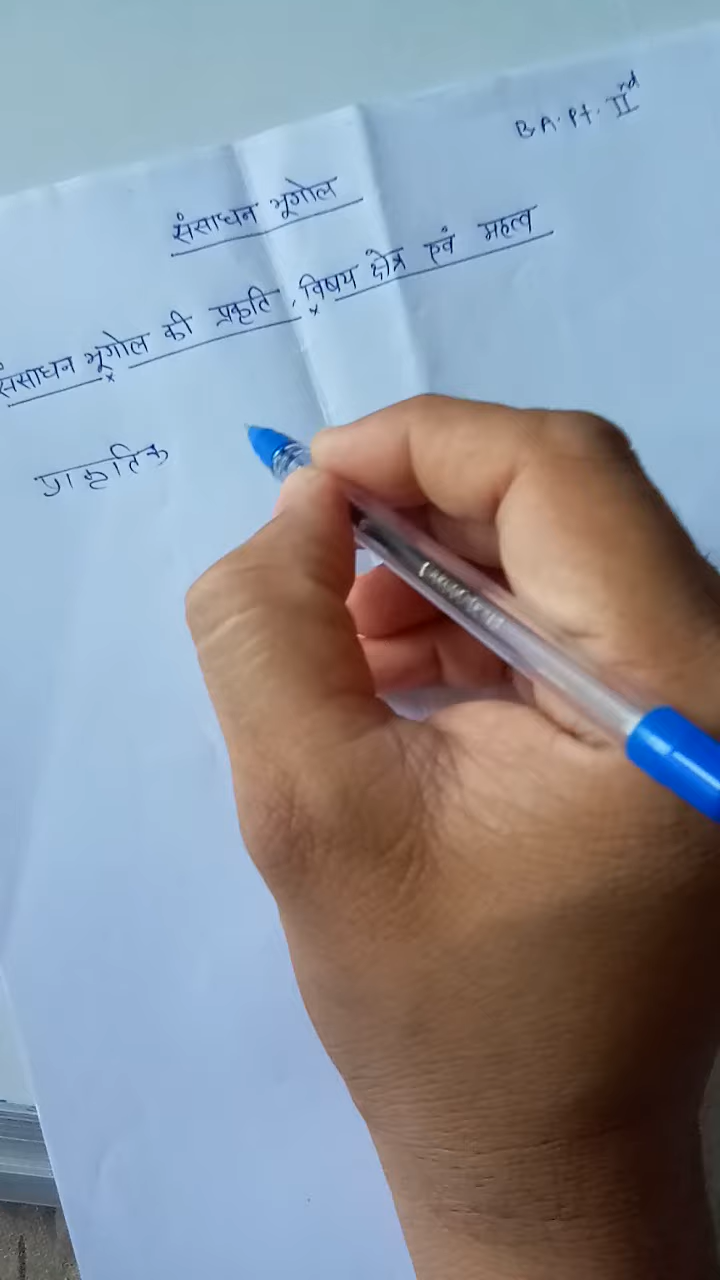 B.A. Pt. IInd
संसाधन भूगोल
संसाधन भूगोल की प्रकृति, विषय क्षेत्र एवं महत्व
प्राकृतिक